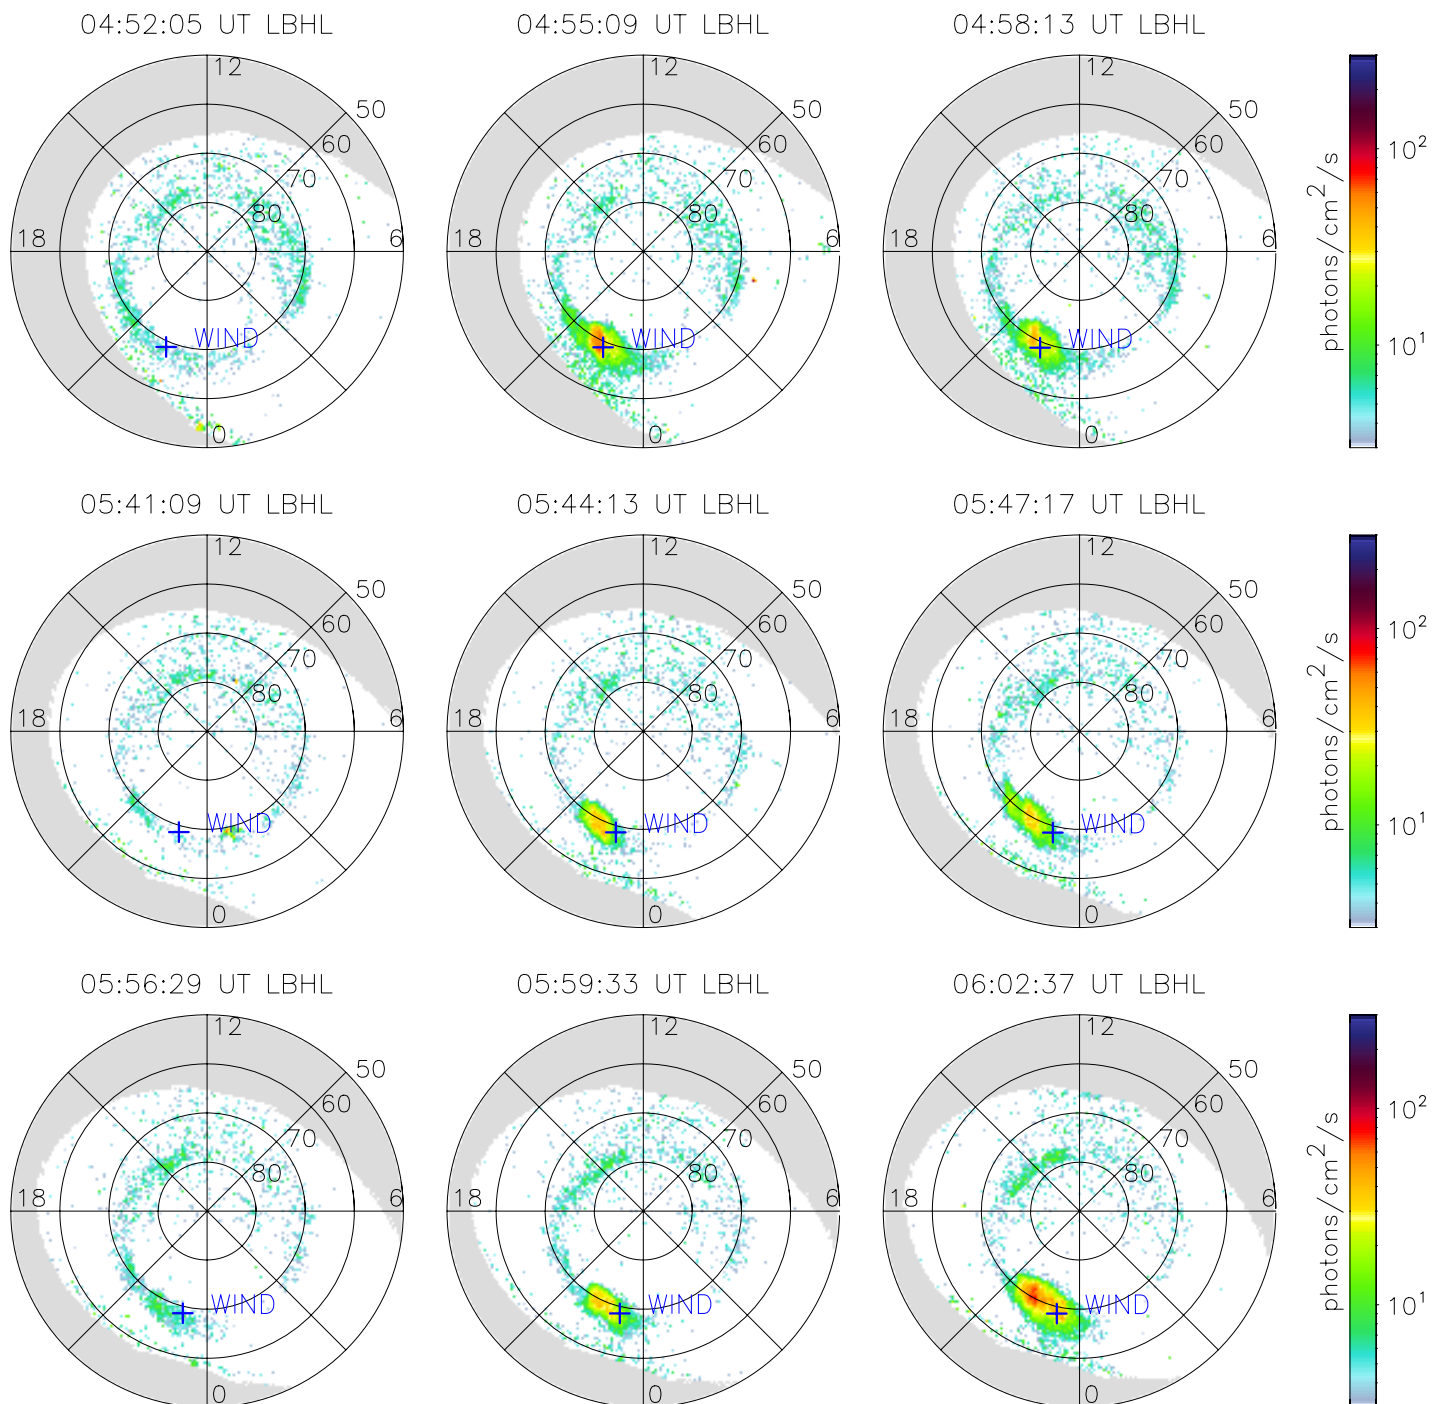 04:52:05 UT LBHL
04:55:09 UT LBHL
04:58:13 UT LBHL
12 50 60 70 80 18 6 WIND 0
12 50 60 70 80 18 6 WIND 0
12 50 60 70 80 18 6 WIND 0
photons/cm2/s 102 101
05:41:09 UT LBHL
05:44:13 UT LBHL
05:47:17 UT LBHL
12 50 60 70 80 18 6 WIND 0
12 50 60 70 80 18 6 WIND 0
12 50 60 70 80 18 6 WIND 0
photons/cm2/s 102 101
05:56:29 UT LBHL
05:59:33 UT LBHL
06:02:37 UT LBHL
12 50 60 70 80 18 6 WIND 0
12 50 60 70 80 18 6 WIND 0
12 50 60 70 80 18 6 WIND 0
photons/cm2/s 102 101